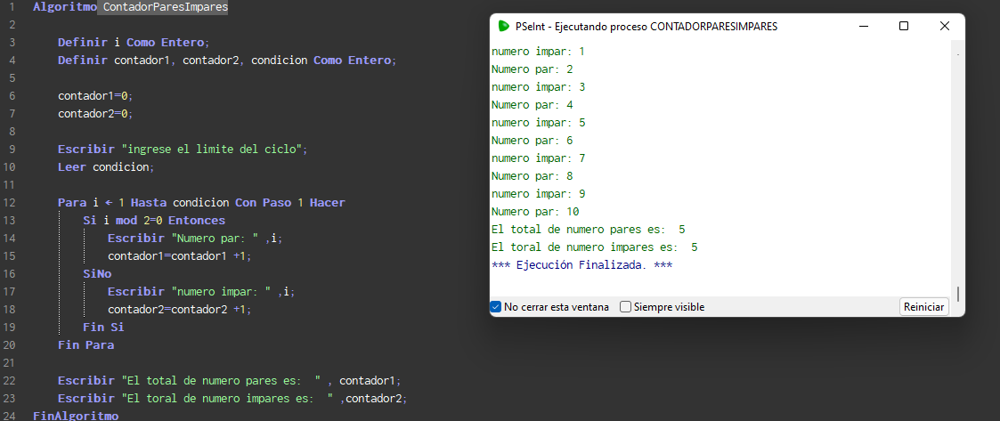 1 Algoritmo ContadorParesImpares
2
3 Definir i Como Entero;
4 Definir contador1, contador2, condicion Como Entero;
5
6 contador1=0;
7 contador2=0;
8
9 Escribir "ingrese el limite del ciclo";
10 Leer condicion;
11
12 Para i ← 1 Hasta condicion Con Paso 1 Hacer
13 Si i mod 2=0 Entonces
14 Escribir "Numero par: " ,i;
15 contador1=contador1 +1;
16 SiNo
17 Escribir "numero impar: " ,i;
18 contador2=contador2 +1;
19 Fin Si
20 Fin Para
21
22 Escribir "El total de numero pares es:  " , contador1;
23 Escribir "El toral de numero impares es:  " ,contador2;
24 FinAlgoritmo
PSeInt - Ejecutando proceso CONTADORPARESIMPARES
numero impar: 1
Numero par: 2
numero impar: 3
Numero par: 4
numero impar: 5
Numero par: 6
numero impar: 7
Numero par: 8
numero impar: 9
Numero par: 10
El total de numero pares es:  5
El toral de numero impares es:  5
*** Ejecución Finalizada. ***
No cerrar esta ventana
Siempre visible
Reiniciar